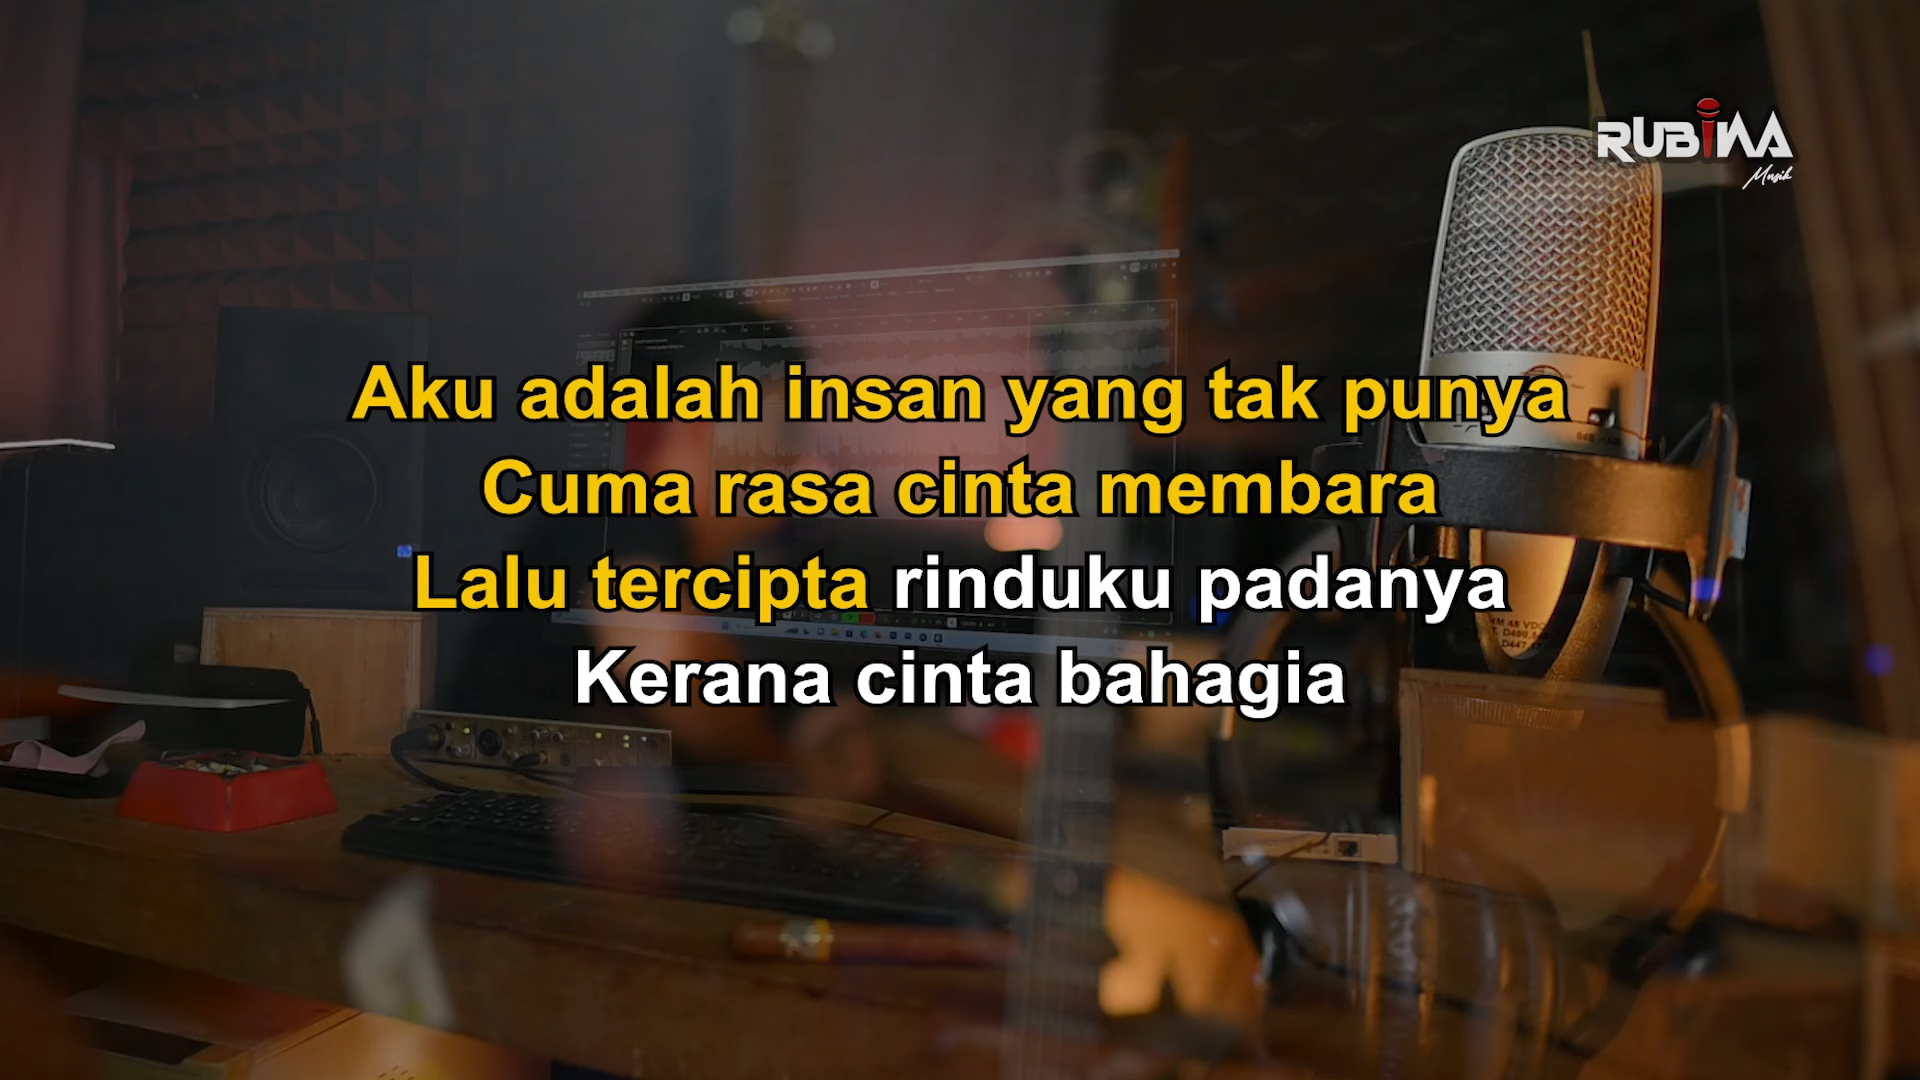 RUBINA
Musik
Aku adalah insan yang tak punya
Cuma rasa cinta membara
Lalu tercipta rinduku padanya
Kerana cinta bahagia